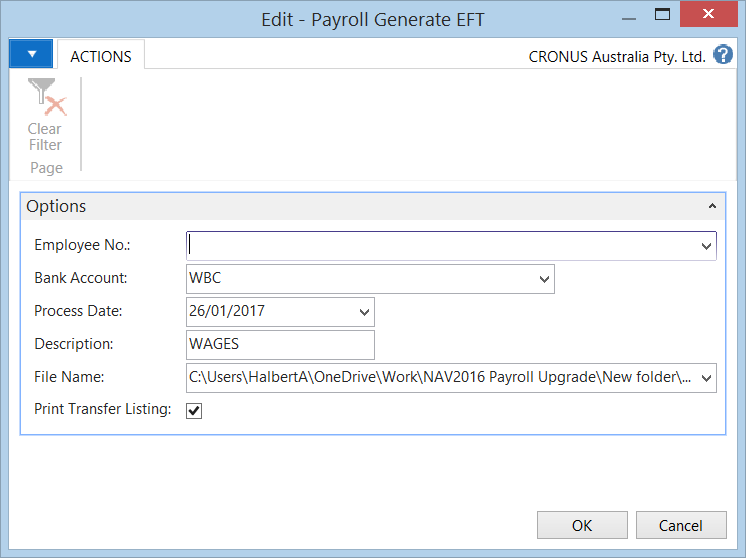 Edit - Payroll Generate EFT
ACTIONS
CRONUS Australia Pty. Ltd.
?
Clear
Filter
Page
Options
Employee No.:
Bank Account: WBC
Process Date: 26/01/2017
Description: WAGES
File Name: C:\Users\HalbertA\OneDrive\Work\NAV2016 Payroll Upgrade\New folder\...
Print Transfer Listing:
OK
Cancel